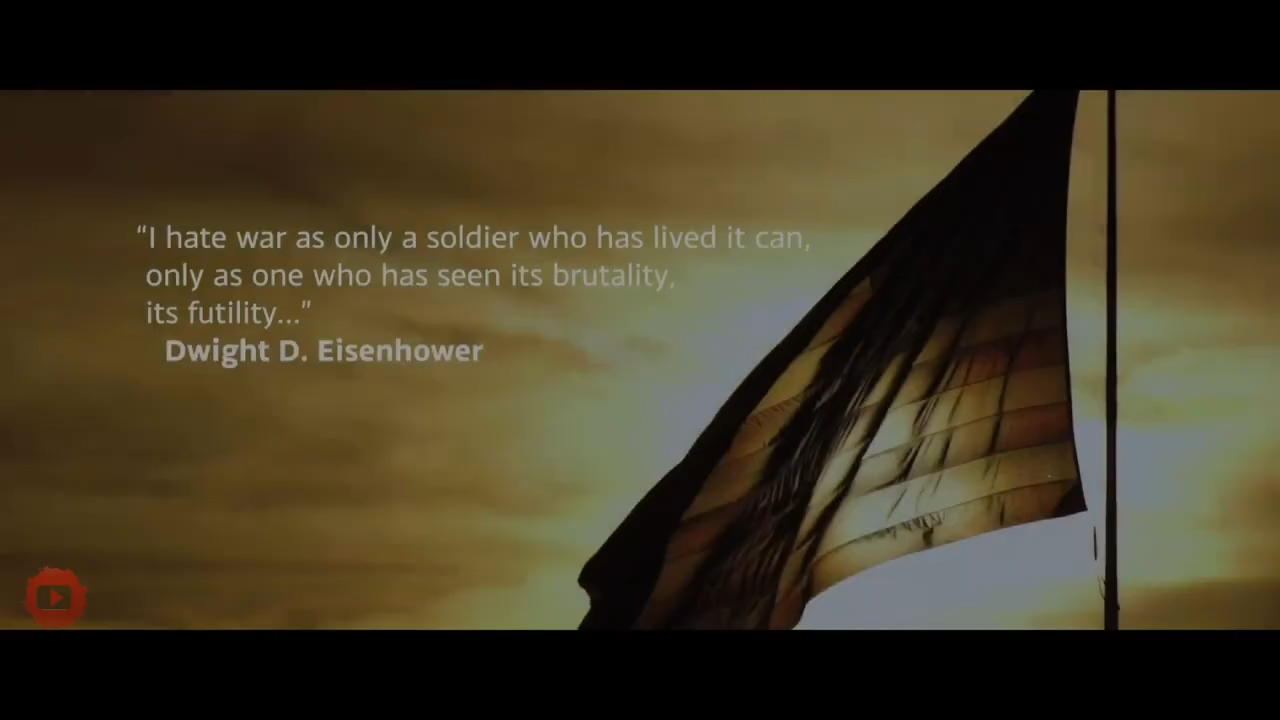 “I hate war as only a soldier who has lived it can,
only as one who has seen its brutality,
its futility...”
Dwight D. Eisenhower